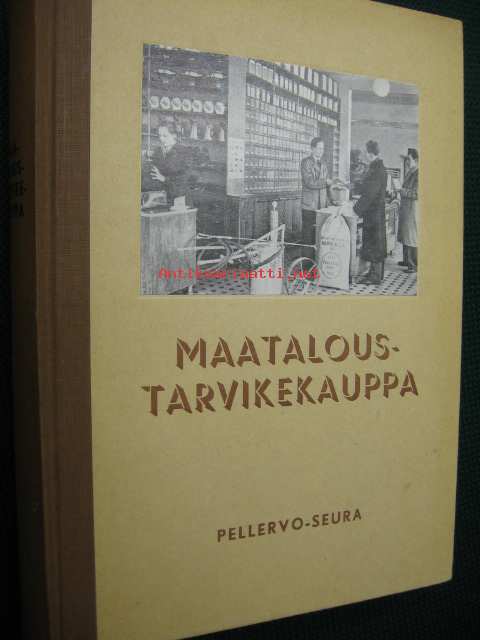 Antikvariaatti.net
MAATALOUS-
TARVIKEKAUPPA
PELLERVO-SEURA